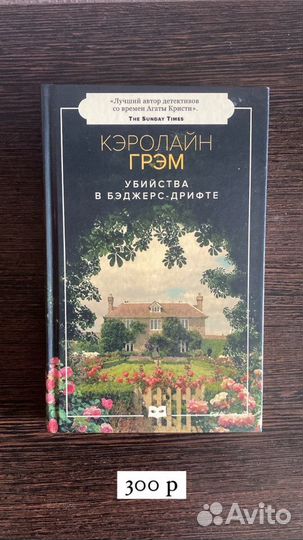 «Лучший автор детективов
со времен Агаты Кристи».
THE SUNDAY TIMES
КЭРОЛАЙН
ГРЭМ
УБИЙСТВА
В БЭДЖЕРС-ДРИФТЕ
300 р
Avito